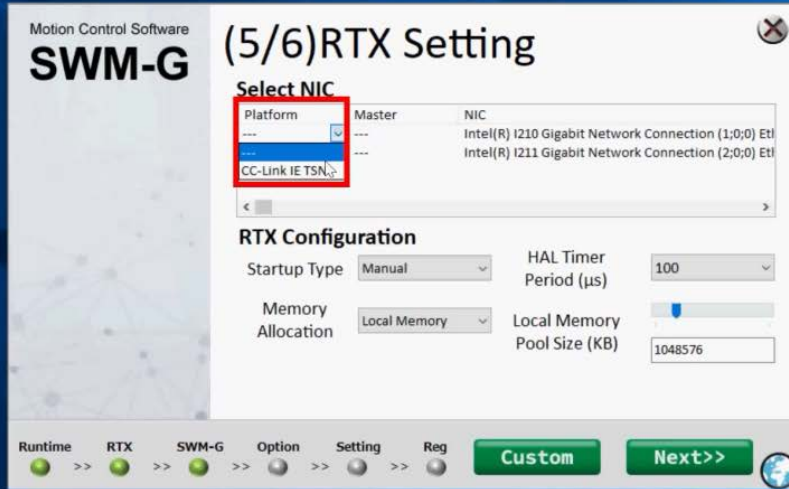 Motion Control Software
SWM-G
(5/6)RTX Setting
Select NIC
Platform Master NIC
--- --- Intel(R) I210 Gigabit Network Connection (1;0;0) Etl
--- --- Intel(R) I211 Gigabit Network Connection (2;0;0) Etl
CC-Link IE TSN
RTX Configuration
Startup Type Manual HAL Timer Period (µs) 100
Memory Allocation Local Memory Local Memory Pool Size (KB) 1048576
Runtime >> RTX >> SWM-G >> Option >> Setting >> Reg
Custom Next>>